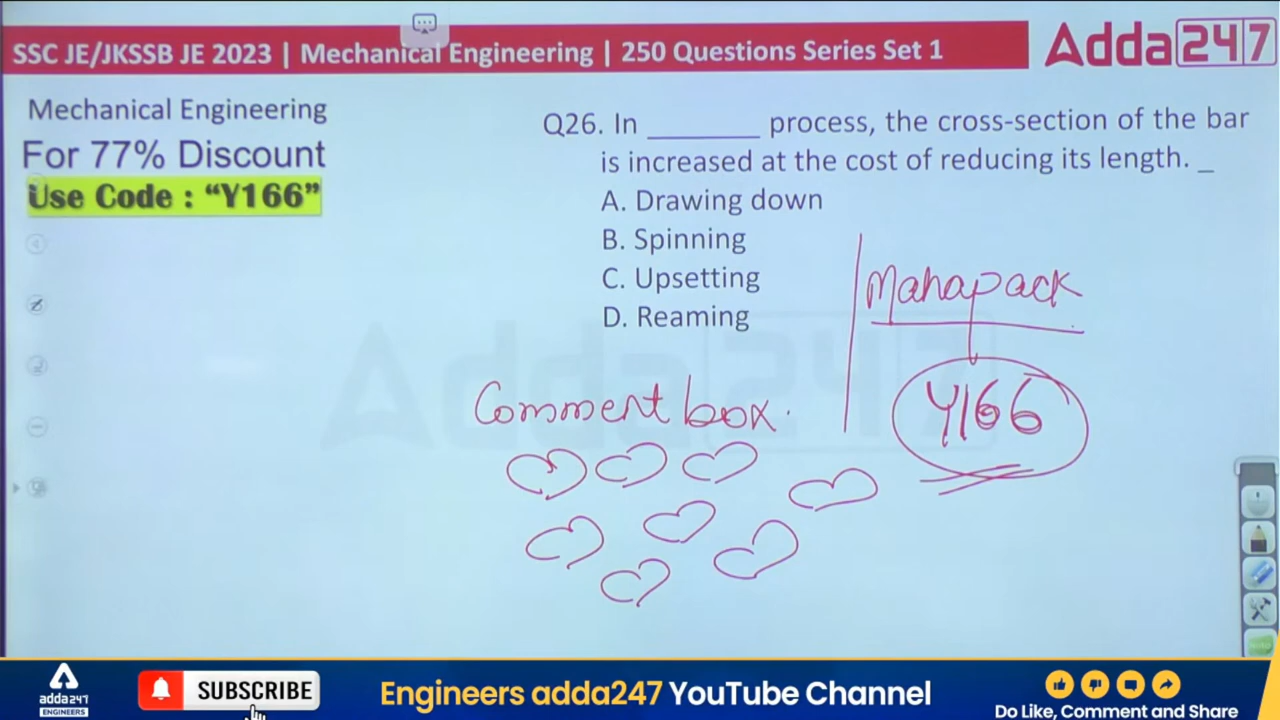 SSC JE/JKSSB JE 2023 | Mechanical Engineering | 250 Questions Series Set 1
Adda247
Mechanical Engineering
For 77% Discount
Use Code : “Y166”
Q26. In _______ process, the cross-section of the bar
is increased at the cost of reducing its length. _
A. Drawing down
B. Spinning
C. Upsetting
D. Reaming
Mahapack
Y166
Comment box.
Adda247
adda247
ENGINEERS
SUBSCRIBE
Engineers adda247 YouTube Channel
Do Like, Comment and Share